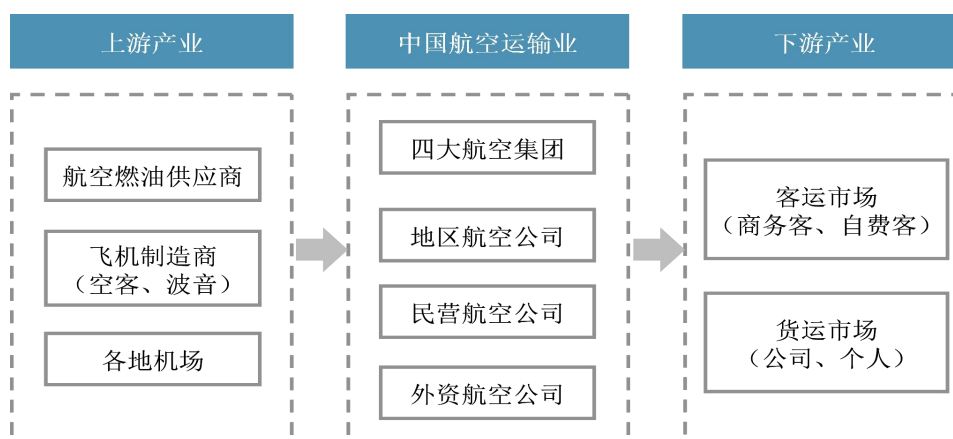 上游产业
中国航空运输业
下游产业
航空燃油供应商
飞机制造商
（空客、波音）
各地机场
四大航空集团
地区航空公司
民营航空公司
外资航空公司
客运市场
（商务客、自费客）
货运市场
（公司、个人）